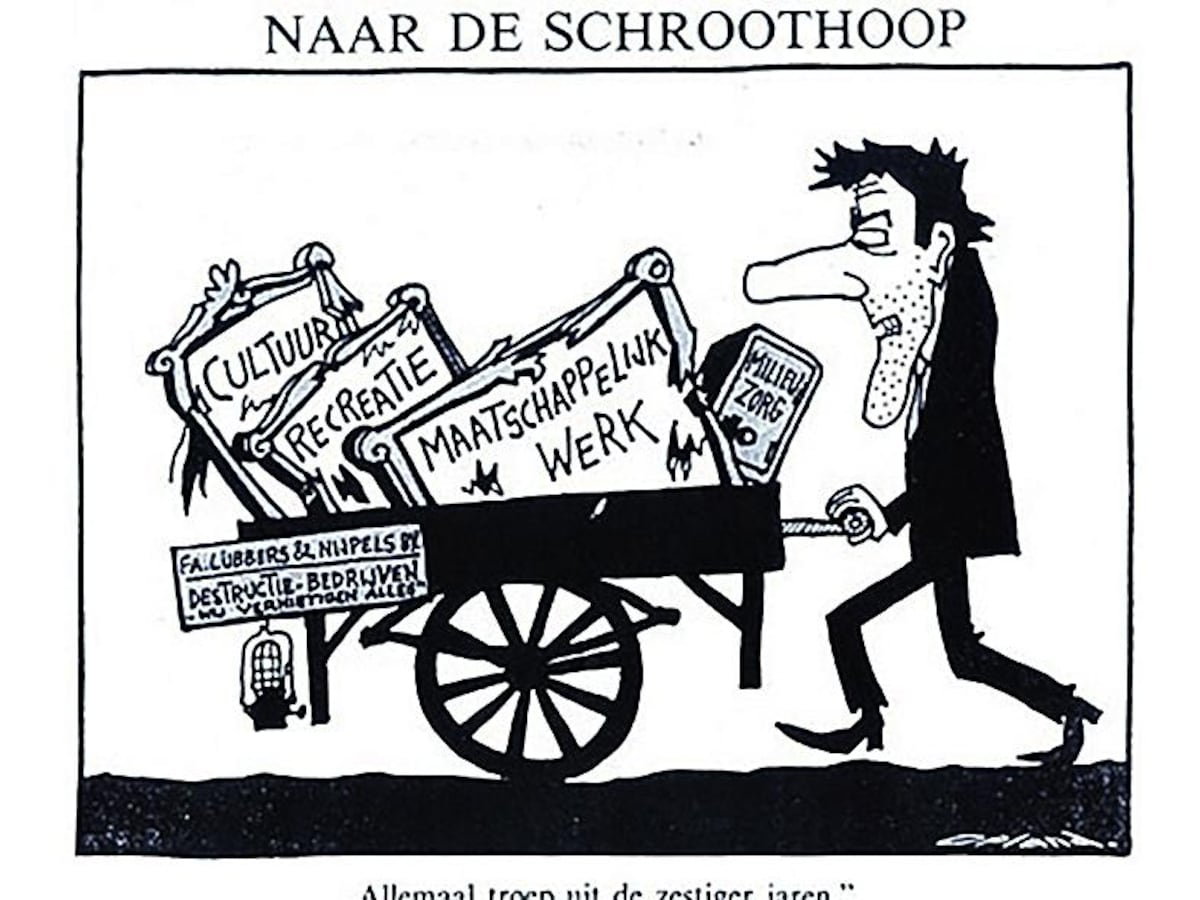 NAAR DE SCHROOTHOOP
CULTUUR
RECREATIE
MAATSCHAPPELIJK
WERK
MILIEU
ZORG
FA. LUBBERS & NIJPELS BV
DESTRUCTIE-BEDRIJVEN
"WIJ VERNIETIGEN ALLES"
OPLAND
„Allemaal troep uit de zestiger jaren.”